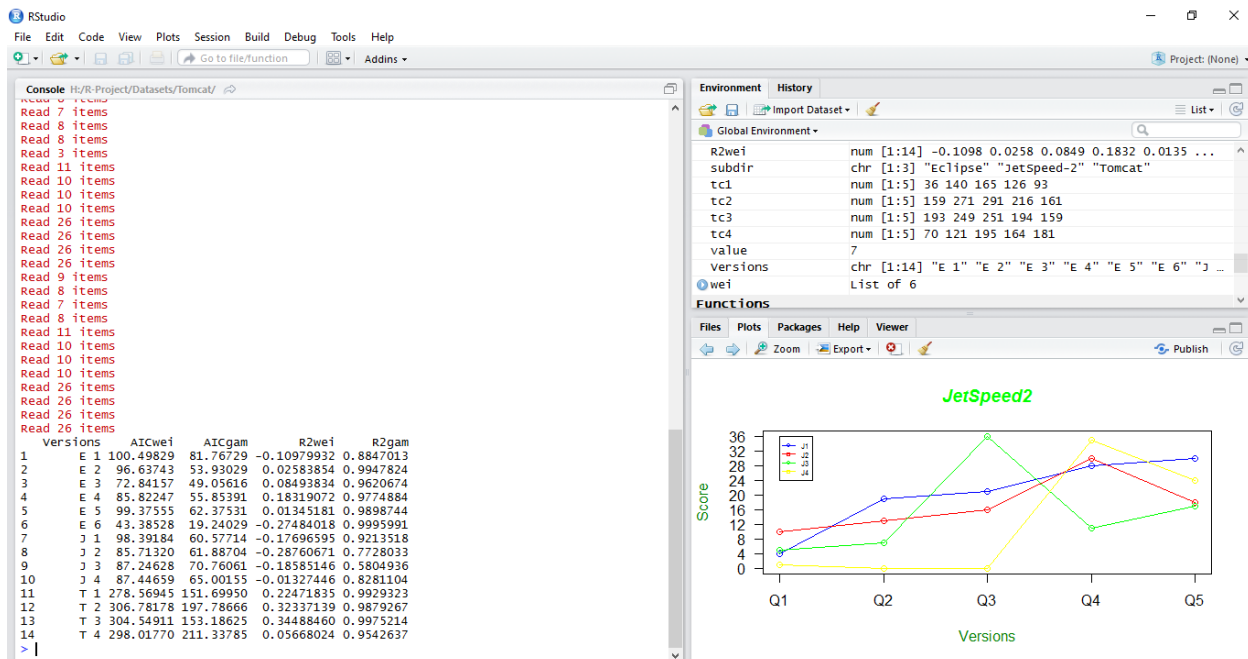 RStudio
File Edit Code View Plots Session Build Debug Tools Help
Go to file/function Addins Project: (None)
Console H:/R-Project/Datasets/Tomcat/
Read 8 items
Read 7 items
Read 8 items
Read 8 items
Read 3 items
Read 11 items
Read 10 items
Read 10 items
Read 10 items
Read 26 items
Read 26 items
Read 26 items
Read 26 items
Read 9 items
Read 8 items
Read 7 items
Read 8 items
Read 11 items
Read 10 items
Read 10 items
Read 10 items
Read 26 items
Read 26 items
Read 26 items
Read 26 items
Versions AICwei AICgam R2wei R2gam
1 E 1 100.49829 81.76729 -0.10979932 0.8847013
2 E 2 96.63743 53.93029 0.02583854 0.9947824
3 E 3 72.84157 49.05616 0.08493834 0.9620674
4 E 4 85.82247 55.85391 0.18319072 0.9774884
5 E 5 99.37555 62.37531 0.01345181 0.9898744
6 E 6 43.38528 19.24029 -0.27484018 0.9995991
7 J 1 98.39184 60.57714 -0.17696595 0.9213518
8 J 2 85.71320 61.88704 -0.28760671 0.7728033
9 J 3 87.24628 70.76061 -0.18585146 0.5804936
10 J 4 87.44659 65.00155 -0.01327446 0.8281104
11 T 1 278.56945 151.69950 0.22471835 0.9929323
12 T 2 306.78178 197.78666 0.32337139 0.9879267
13 T 3 304.54911 153.18625 0.34488460 0.9975214
14 T 4 298.01770 211.33785 0.05668024 0.9542637
>
Environment History
Import Dataset List
Global Environment
R2wei num [1:14] -0.1098 0.0258 0.0849 0.1832 0.0135 ...
subdir chr [1:3] "Eclipse" "JetSpeed-2" "Tomcat"
tc1 num [1:5] 36 140 165 126 93
tc2 num [1:5] 159 271 291 216 161
tc3 num [1:5] 193 249 251 194 159
tc4 num [1:5] 70 121 195 164 181
value 7
versions chr [1:14] "E 1" "E 2" "E 3" "E 4" "E 5" "E 6" "J …
wei List of 6
Functions
Files Plots Packages Help Viewer
Zoom Export Publish
JetSpeed2
Score
36
28
24
20
16
12
8
4
0
J1
J2
J3
J4
Q1 Q2 Q3 Q4 Q5
Versions